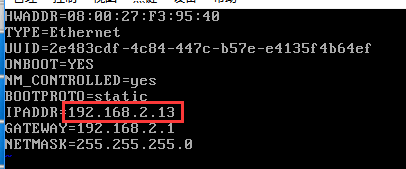 HWADDR=08:00:27:F3:95:40
TYPE=Ethernet
UUID=2e483cdf-4c84-447c-b57e-e4135f4b64ef
ONBOOT=YES
NM_CONTROLLED=yes
BOOTPROTO=static
IPADDR=192.168.2.13
GATEWAY=192.168.2.1
NETMASK=255.255.255.0